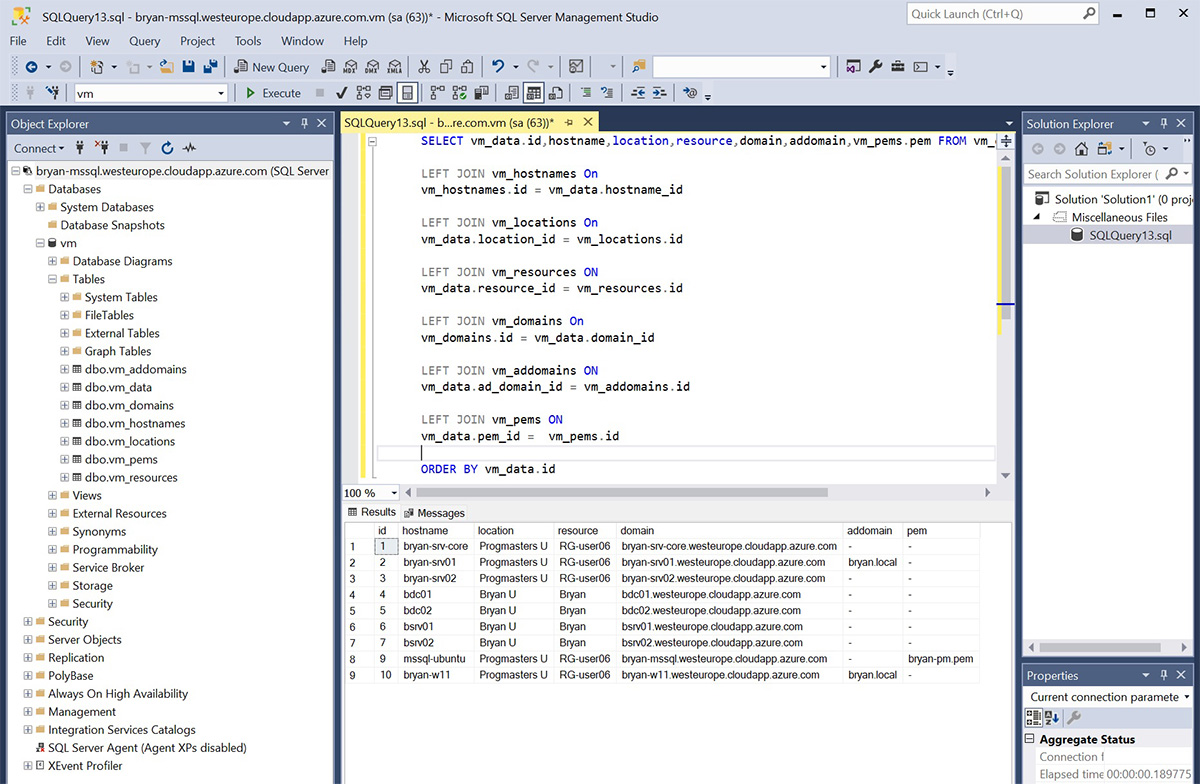 SQLQuery13.sql - bryan-mssql.westeurope.cloudapp.azure.com.vm (sa (63))* - Microsoft SQL Server Management Studio
Quick Launch (Ctrl+Q)
File Edit View Query Project Tools Window Help
New Query MDX DMX XMLA
vm Execute
Object Explorer
Connect
bryan-mssql.westeurope.cloudapp.azure.com (SQL Server
Databases
System Databases
Database Snapshots
vm
Database Diagrams
Tables
System Tables
FileTables
External Tables
Graph Tables
dbo.vm_addomains
dbo.vm_data
dbo.vm_domains
dbo.vm_hostnames
dbo.vm_locations
dbo.vm_pems
dbo.vm_resources
Views
External Resources
Synonyms
Programmability
Service Broker
Storage
Security
Security
Server Objects
Replication
PolyBase
Always On High Availability
Management
Integration Services Catalogs
SQL Server Agent (Agent XPs disabled)
XEvent Profiler
SQLQuery13.sql - b...re.com.vm (sa (63))*
SELECT vm_data.id,hostname,location,resource,domain,addomain,vm_pems.pem FROM vm_
LEFT JOIN vm_hostnames On
vm_hostnames.id = vm_data.hostname_id
LEFT JOIN vm_locations On
vm_data.location_id = vm_locations.id
LEFT JOIN vm_resources ON
vm_data.resource_id = vm_resources.id
LEFT JOIN vm_domains On
vm_domains.id = vm_data.domain_id
LEFT JOIN vm_addomains ON
vm_data.ad_domain_id = vm_addomains.id
LEFT JOIN vm_pems ON
vm_data.pem_id =  vm_pems.id
ORDER BY vm_data.id
100 %
Results Messages
id hostname location resource domain addomain pem
1 1 bryan-srv-core Progmasters U RG-user06 bryan-srv-core.westeurope.cloudapp.azure.com - -
2 2 bryan-srv01 Progmasters U RG-user06 bryan-srv01.westeurope.cloudapp.azure.com bryan.local -
3 3 bryan-srv02 Progmasters U RG-user06 bryan-srv02.westeurope.cloudapp.azure.com - -
4 4 bdc01 Bryan U Bryan bdc01.westeurope.cloudapp.azure.com - -
5 5 bdc02 Bryan U Bryan bdc02.westeurope.cloudapp.azure.com - -
6 6 bsrv01 Bryan U Bryan bsrv01.westeurope.cloudapp.azure.com - -
7 7 bsrv02 Bryan U Bryan bsrv02.westeurope.cloudapp.azure.com - -
8 9 mssql-ubuntu Progmasters U RG-user06 bryan-mssql.westeurope.cloudapp.azure.com - bryan-pm.pem
9 10 bryan-w11 Progmasters U RG-user06 bryan-w11.westeurope.cloudapp.azure.com bryan.local -
Solution Explorer
Search Solution Explorer (
Solution 'Solution1' (0 proj
Miscellaneous Files
SQLQuery13.sql
Properties
Current connection paramete
Aggregate Status
Connection f
Elapsed time 00:00:00.189775